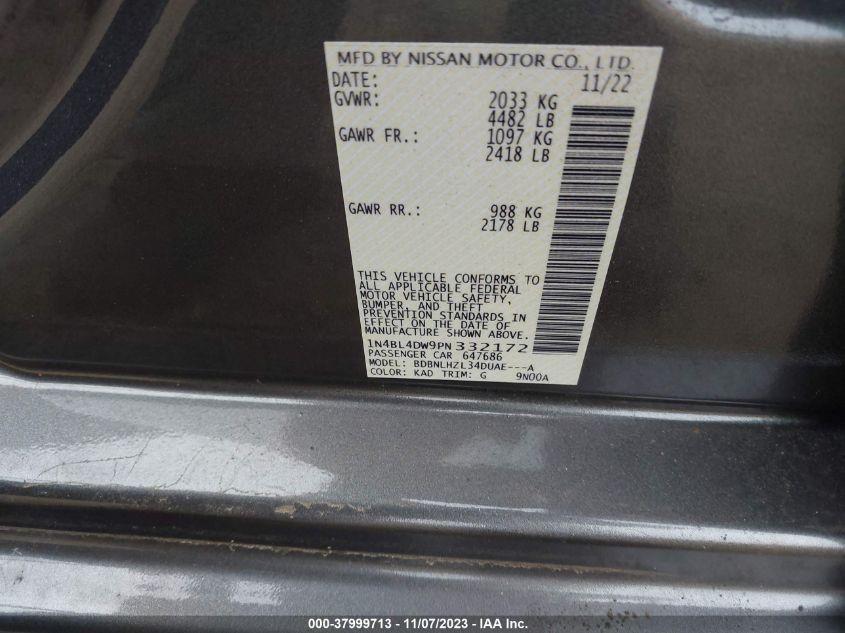 MFD BY NISSAN MOTOR CO., LTD.
DATE: 11/22
GVWR: 2033 KG
4482 LB
GAWR FR.: 1097 KG
2418 LB
GAWR RR.: 988 KG
2178 LB
THIS VEHICLE CONFORMS TO
ALL APPLICABLE FEDERAL
MOTOR VEHICLE SAFETY,
BUMPER, AND THEFT
PREVENTION STANDARDS IN
EFFECT ON THE DATE OF
MANUFACTURE SHOWN ABOVE.
1N4BL4DW9PN332172
PASSENGER CAR 647686
MODEL: BDBNLHZL34DUAE---A
COLOR: KAD TRIM: G 9N00A
000-37999713 — 11/07/2023 - IAA Inc.